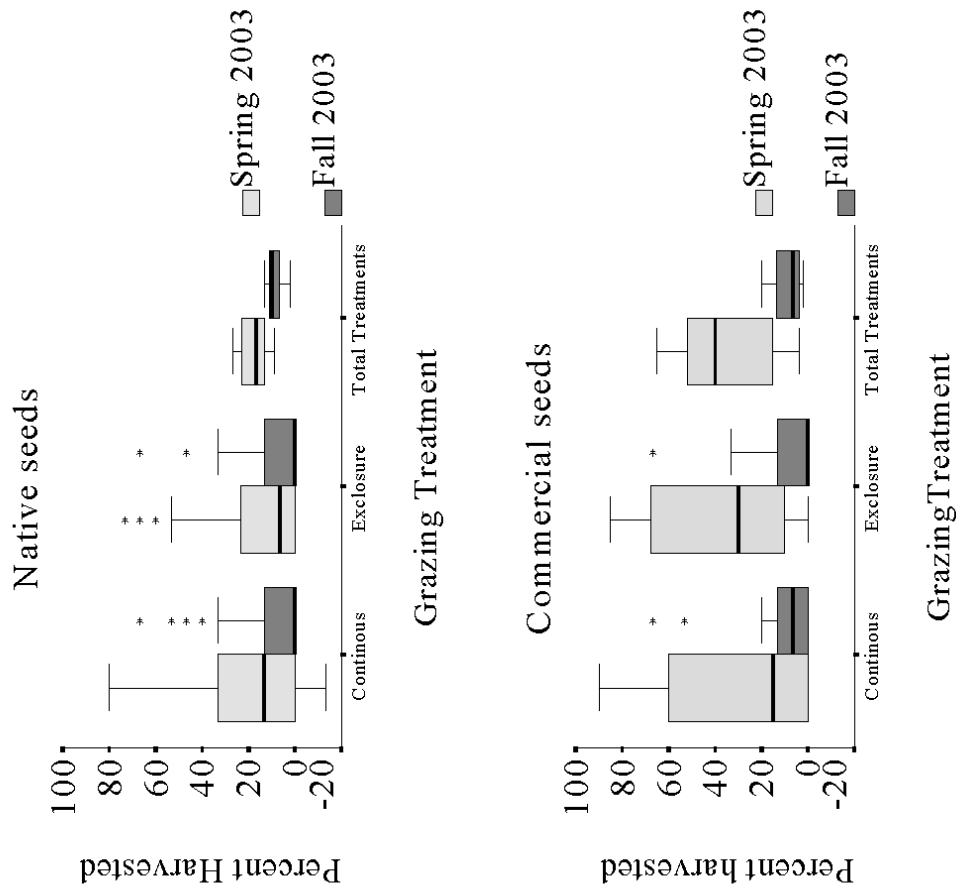 Native seeds
Percent Harvested
100
80
60
40
20
0
-20
Continous
Exclosure
Total Treatments
Grazing Treatment
Spring 2003
Fall 2003
Commercial seeds
Percent harvested
100
80
60
40
20
0
-20
Continous
Exclosure
Total Treatments
GrazingTreatment
Spring 2003
Fall 2003